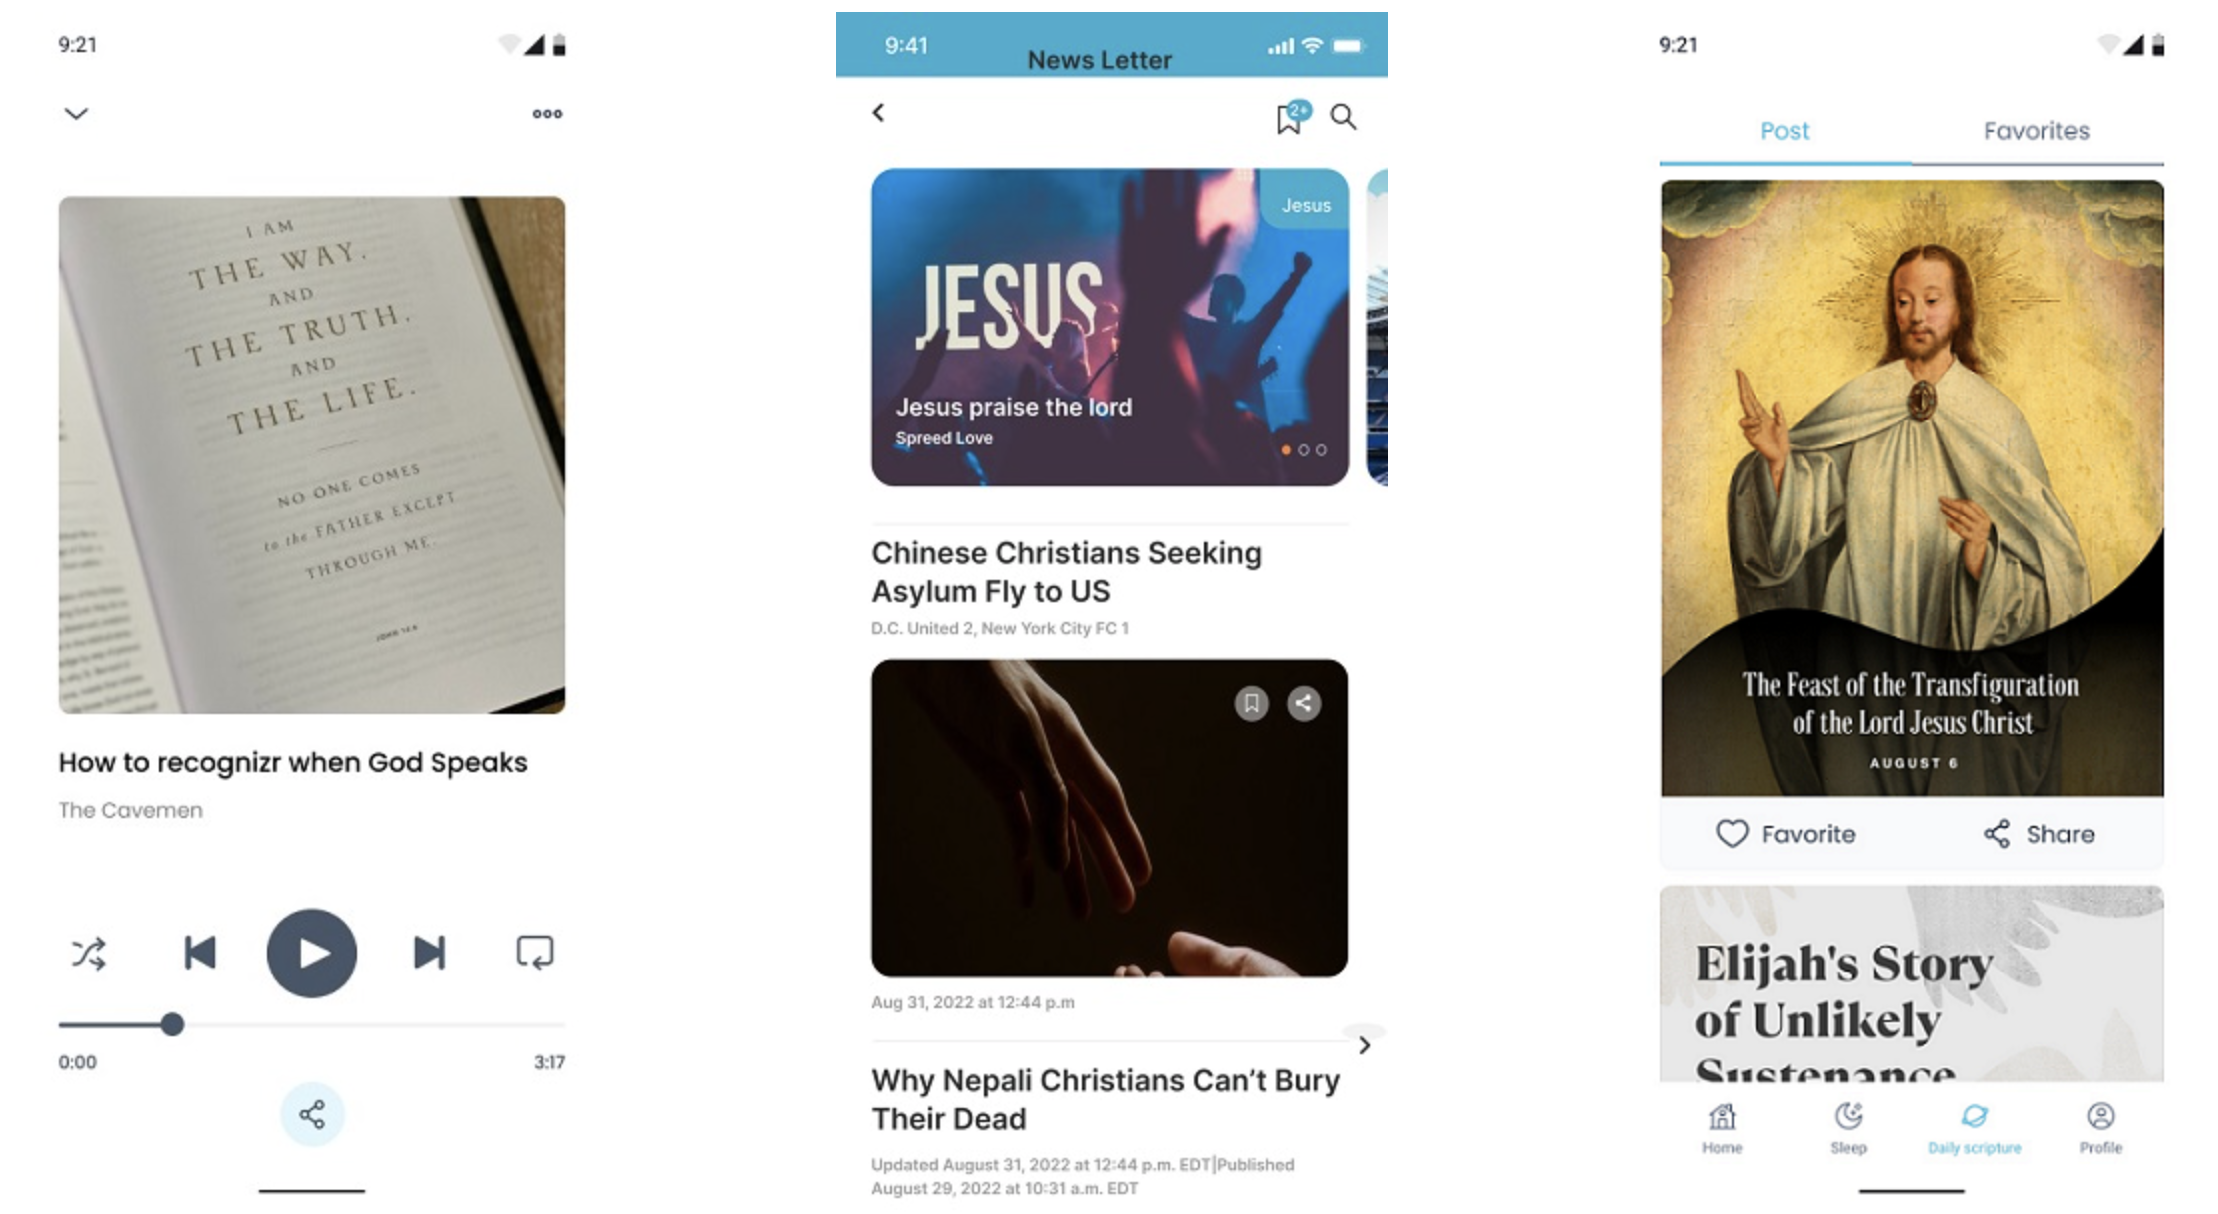 9:21
I AM
THE WAY.
AND
THE TRUTH.
AND
THE LIFE.
NO ONE COMES
to the FATHER EXCEPT
THROUGH ME.
JOHN 14:6
How to recognizr when God Speaks
The Cavemen
0:00
3:17
9:41
News Letter
2+
Jesus
JESUS
Jesus praise the lord
Spreed Love
Chinese Christians Seeking
Asylum Fly to US
D.C. United 2, New York City FC 1
Aug 31, 2022 at 12:44 p.m
Why Nepali Christians Can't Bury
Their Dead
Updated August 31, 2022 at 12:44 p.m. EDT|Published
August 29, 2022 at 10:31 a.m. EDT
9:21
Post
Favorites
The Feast of the Transfiguration
of the Lord Jesus Christ
AUGUST 6
Favorite
Share
Elijah's Story
of Unlikely
Sustenance
Home
Sleep
Daily scripture
Profile